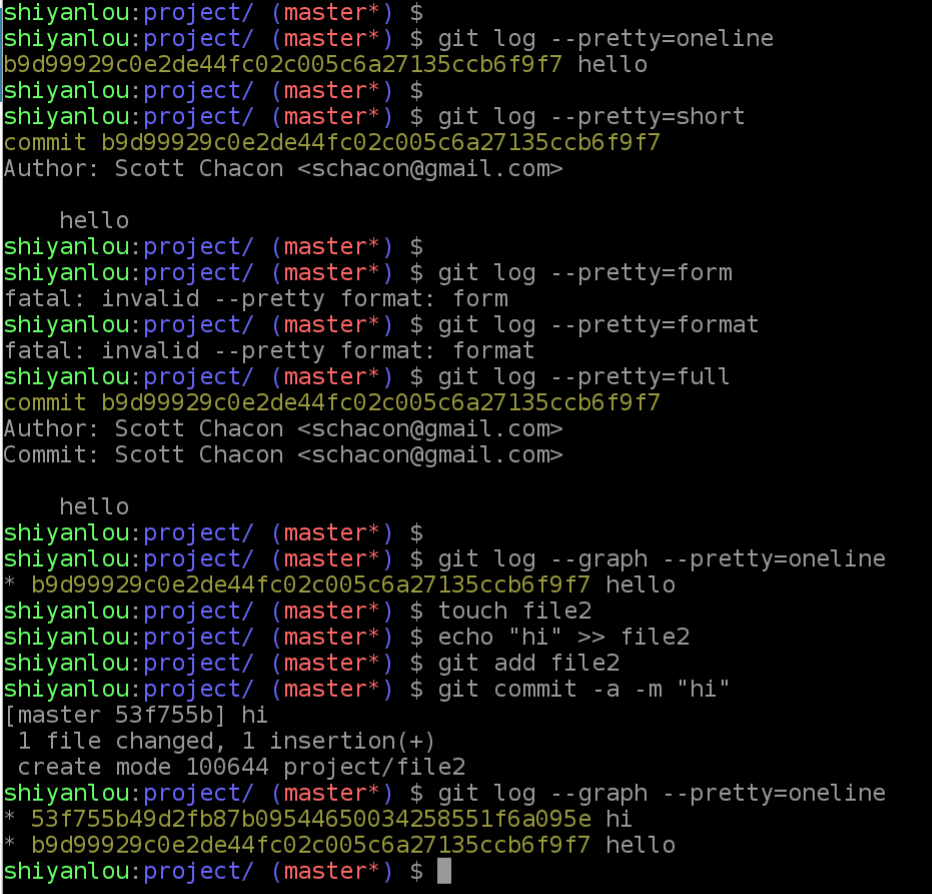 shiyanlou:project/ (master*) $
shiyanlou:project/ (master*) $ git log --pretty=oneline
b9d99929c0e2de44fc02c005c6a27135ccb6f9f7 hello
shiyanlou:project/ (master*) $
shiyanlou:project/ (master*) $ git log --pretty=short
commit b9d99929c0e2de44fc02c005c6a27135ccb6f9f7
Author: Scott Chacon <schacon@gmail.com>
hello
shiyanlou:project/ (master*) $
shiyanlou:project/ (master*) $ git log --pretty=form
fatal: invalid --pretty format: form
shiyanlou:project/ (master*) $ git log --pretty=format
fatal: invalid --pretty format: format
shiyanlou:project/ (master*) $ git log --pretty=full
commit b9d99929c0e2de44fc02c005c6a27135ccb6f9f7
Author: Scott Chacon <schacon@gmail.com>
Commit: Scott Chacon <schacon@gmail.com>
hello
shiyanlou:project/ (master*) $
shiyanlou:project/ (master*) $ git log --graph --pretty=oneline
* b9d99929c0e2de44fc02c005c6a27135ccb6f9f7 hello
shiyanlou:project/ (master*) $ touch file2
shiyanlou:project/ (master*) $ echo "hi" >> file2
shiyanlou:project/ (master*) $ git add file2
shiyanlou:project/ (master*) $ git commit -a -m "hi"
[master 53f755b] hi
1 file changed, 1 insertion(+)
create mode 100644 project/file2
shiyanlou:project/ (master*) $ git log --graph --pretty=oneline
* 53f755b49d2fb87b09544650034258551f6a095e hi
* b9d99929c0e2de44fc02c005c6a27135ccb6f9f7 hello
shiyanlou:project/ (master*) $